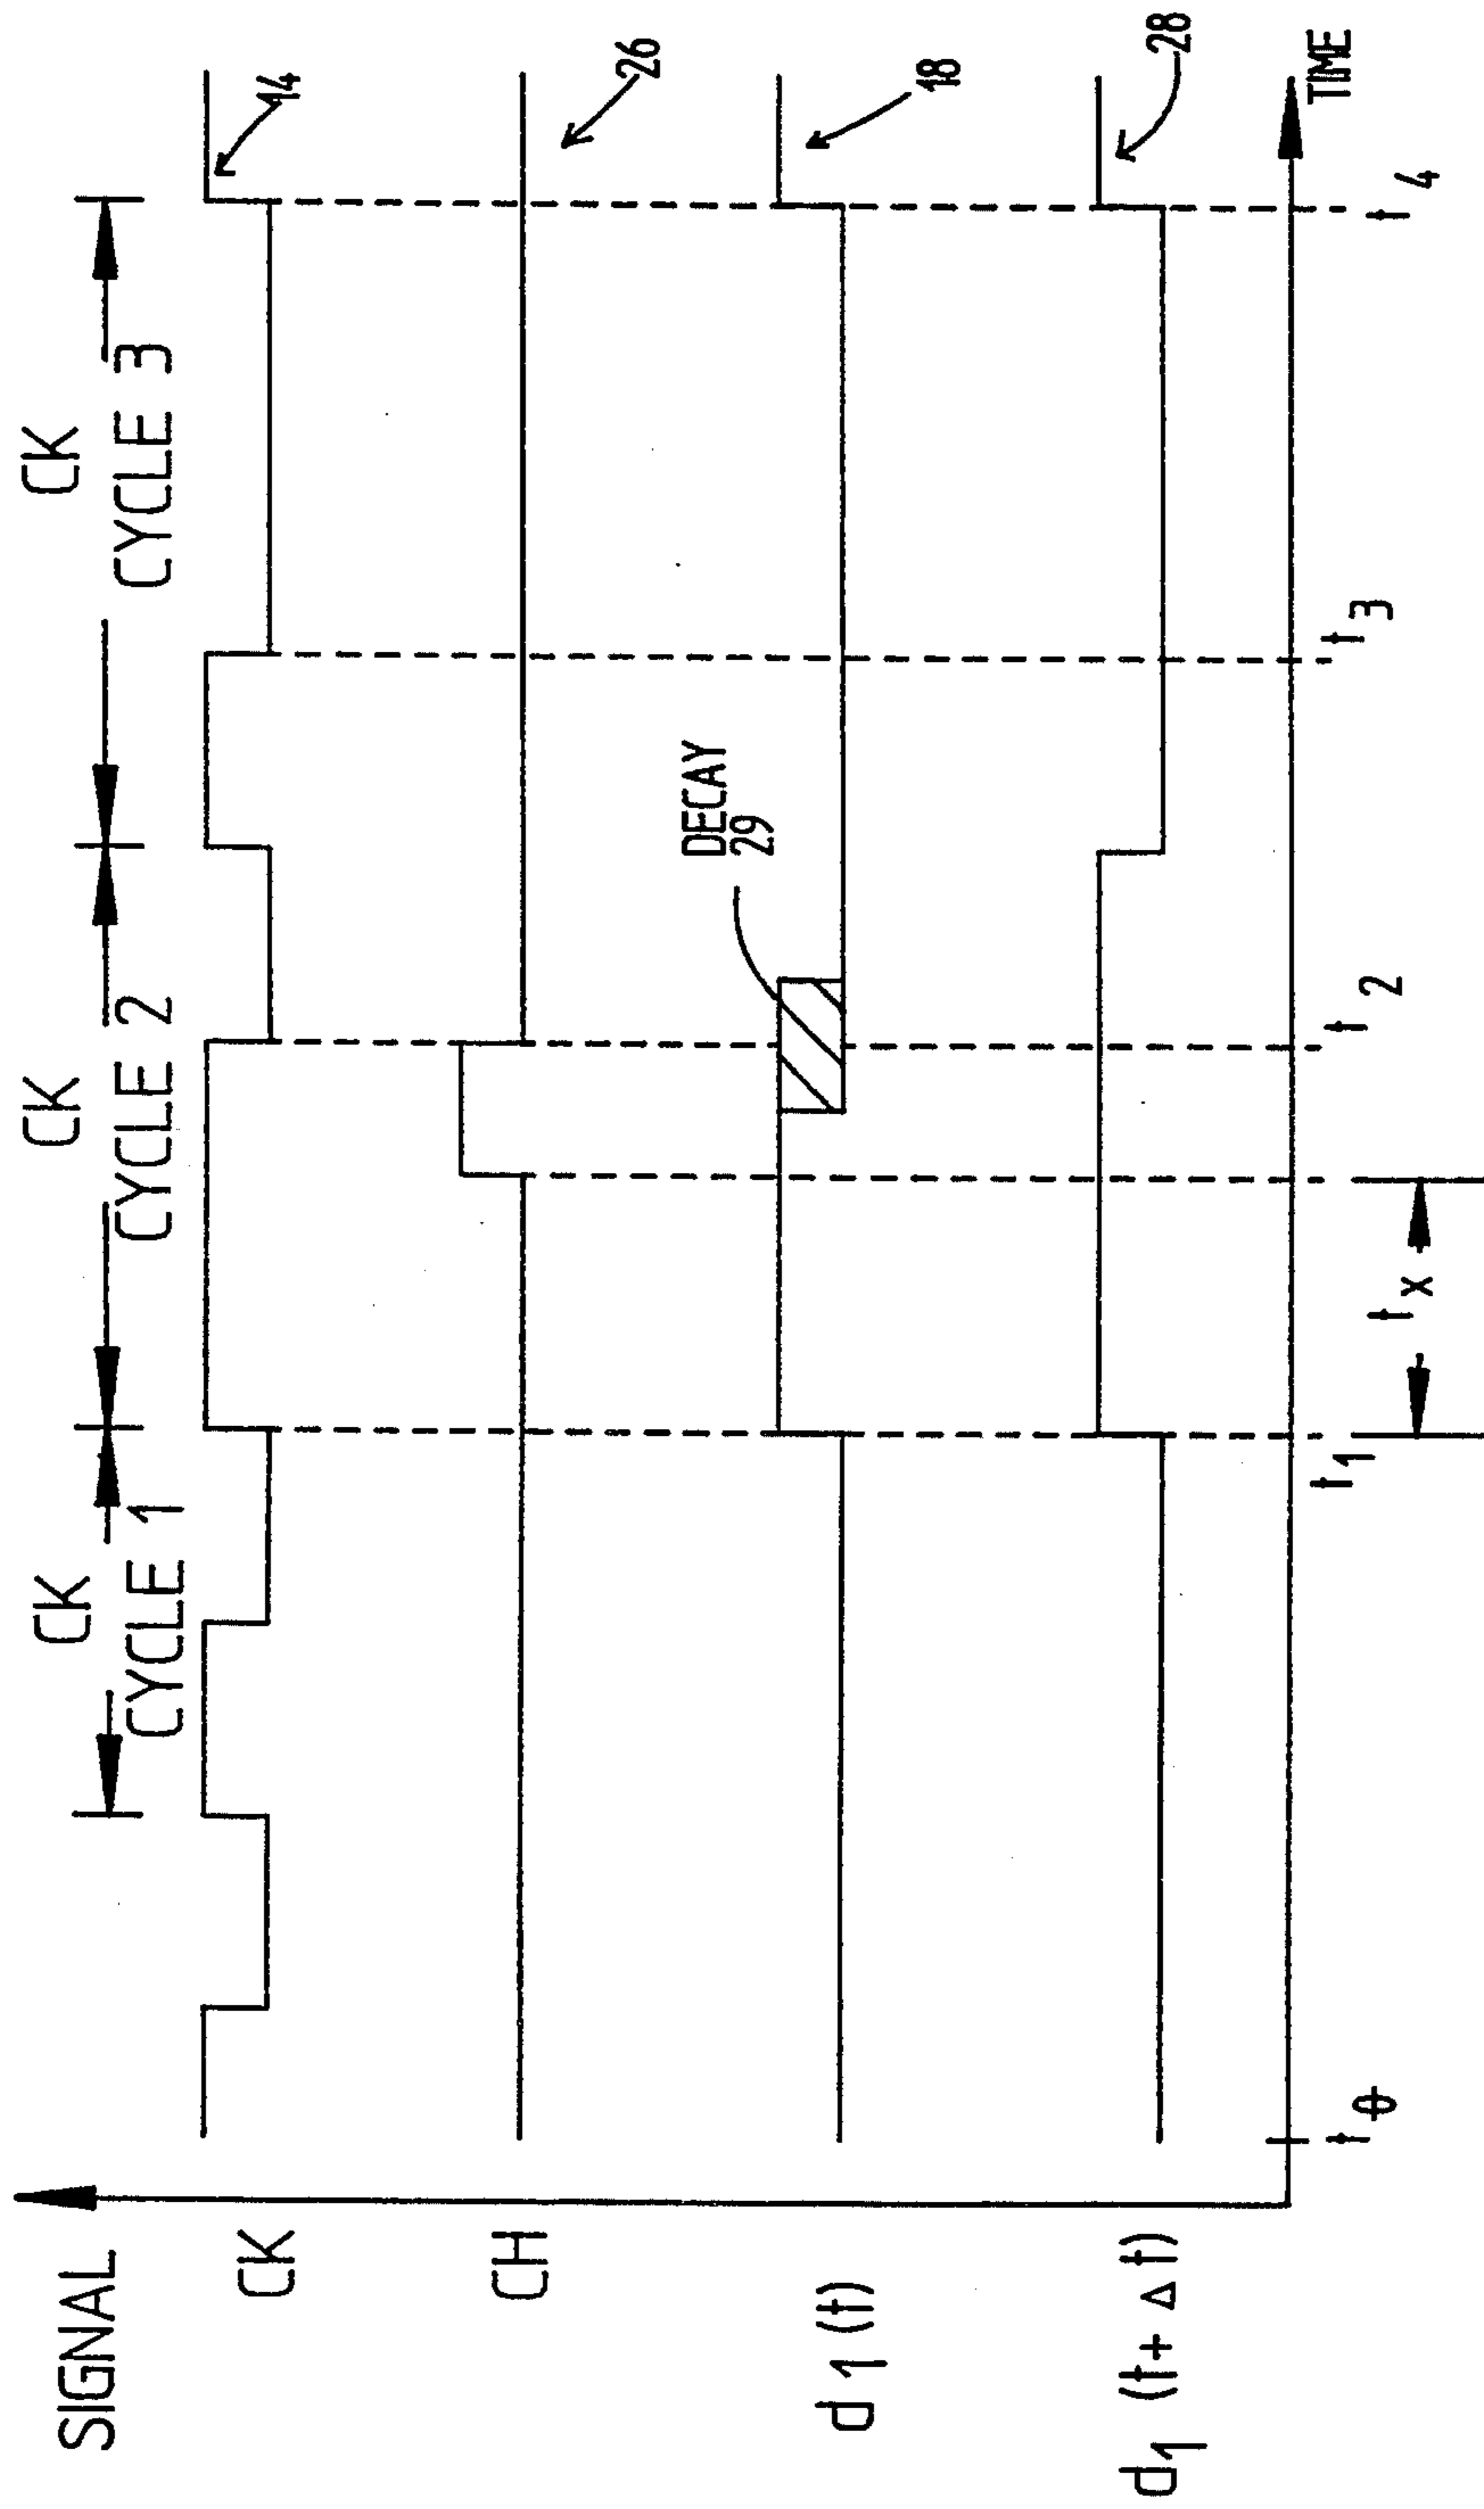 SIGNAL
CK
CYCLE 1
CK
CYCLE 2
CK
CYCLE 3
CK
14
CH
26
DECAY
29
d 1 (t)
18
d1 (t+ Δt)
28
TIME
tϕ
t1
t2
t3
t4
tx